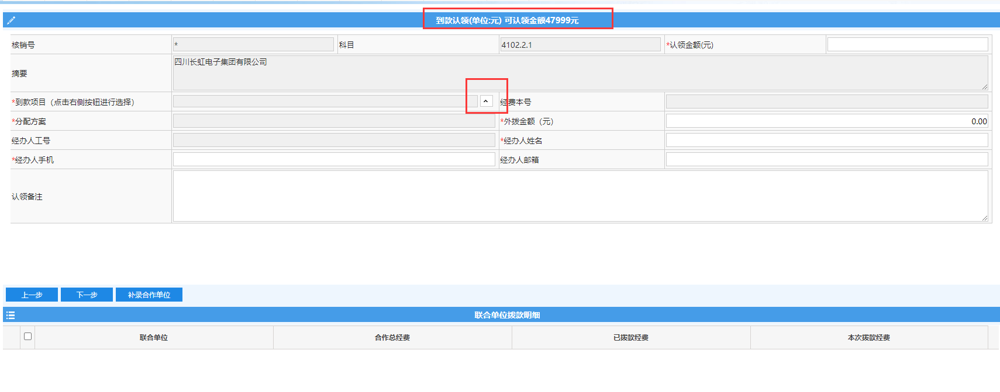 到款认领(单位:元) 可认领金额47999元
核销号 * 科目 4102.2.1 *认领金额(元)
摘要 四川长虹电子集团有限公司
*到款项目（点击右侧按钮进行选择） 经费本号
*分配方案 *外拨金额（元） 0.00
经办人工号 *经办人姓名
*经办人手机 经办人邮箱
认领备注
上一步 下一步 补录合作单位
联合单位拨款明细
联合单位 合作总经费 已拨款经费 本次拨款经费